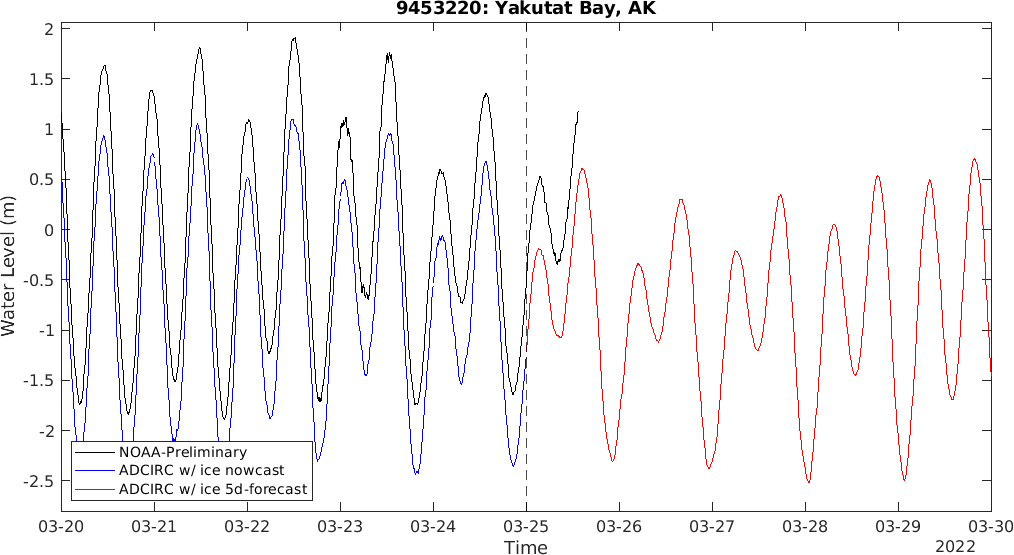 9453220: Yakutat Bay, AK
Water Level (m)
2
1.5
1
0.5
0
-0.5
-1
-1.5
-2
-2.5
NOAA-Preliminary
ADCIRC w/ ice nowcast
ADCIRC w/ ice 5d-forecast
03-20 03-21 03-22 03-23 03-24 03-25 03-26 03-27 03-28 03-29 03-30
Time
2022